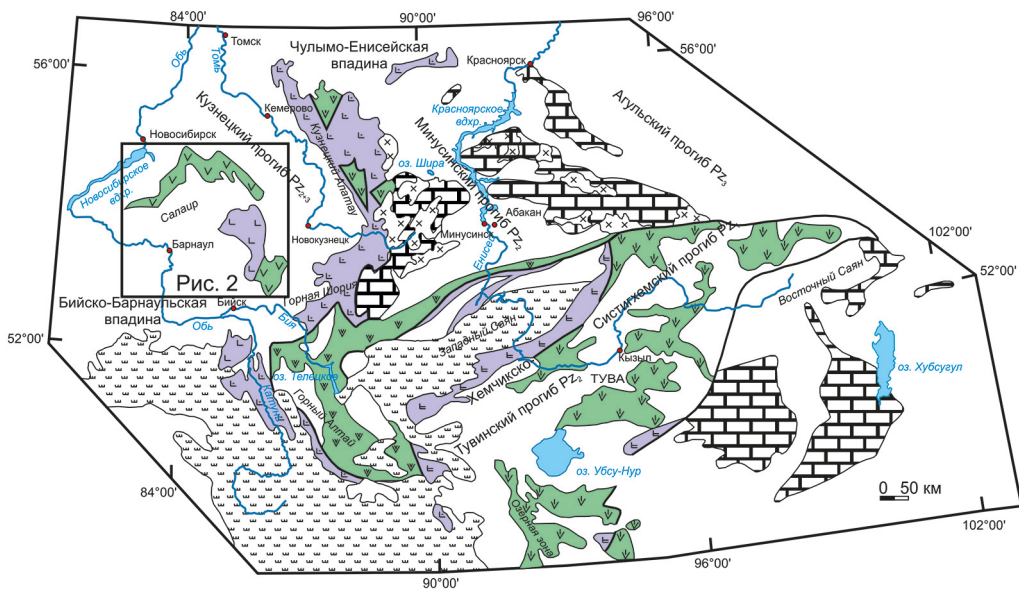 84°00'
90°00'
96°00'
56°00'
56°00'
Томск
Обь
Томь
Чулымо-Енисейская
впадина
Красноярск
Кемерово
Кузнецкий прогиб PZ2+3
Кузнецкий Алатау
Красноярское
вдхр.
Агульский прогиб PZ3
Новосибирск
Новосибирское
вдхр.
Минусинский прогиб PZ2
оз. Шира
Салаир
Абакан
Минусинск
Енисей
Новокузнецк
Барнаул
Рис. 2
Горная Шория
102°00'
52°00'
Бийско-Барнаульская
впадина
Бийск
Бия
Обь
Систигхемский прогиб PZ
Восточный Саян
52°00'
Западный Саян
Кызыл
оз. Хубсугул
оз. Телецкое
Хемчикско-
Тувинский прогиб PZ2
ТУВА
Катунь
Горный Алтай
оз. Убсу-Нур
84°00'
0 50 км
Озерная зона
102°00'
96°00'
90°00'